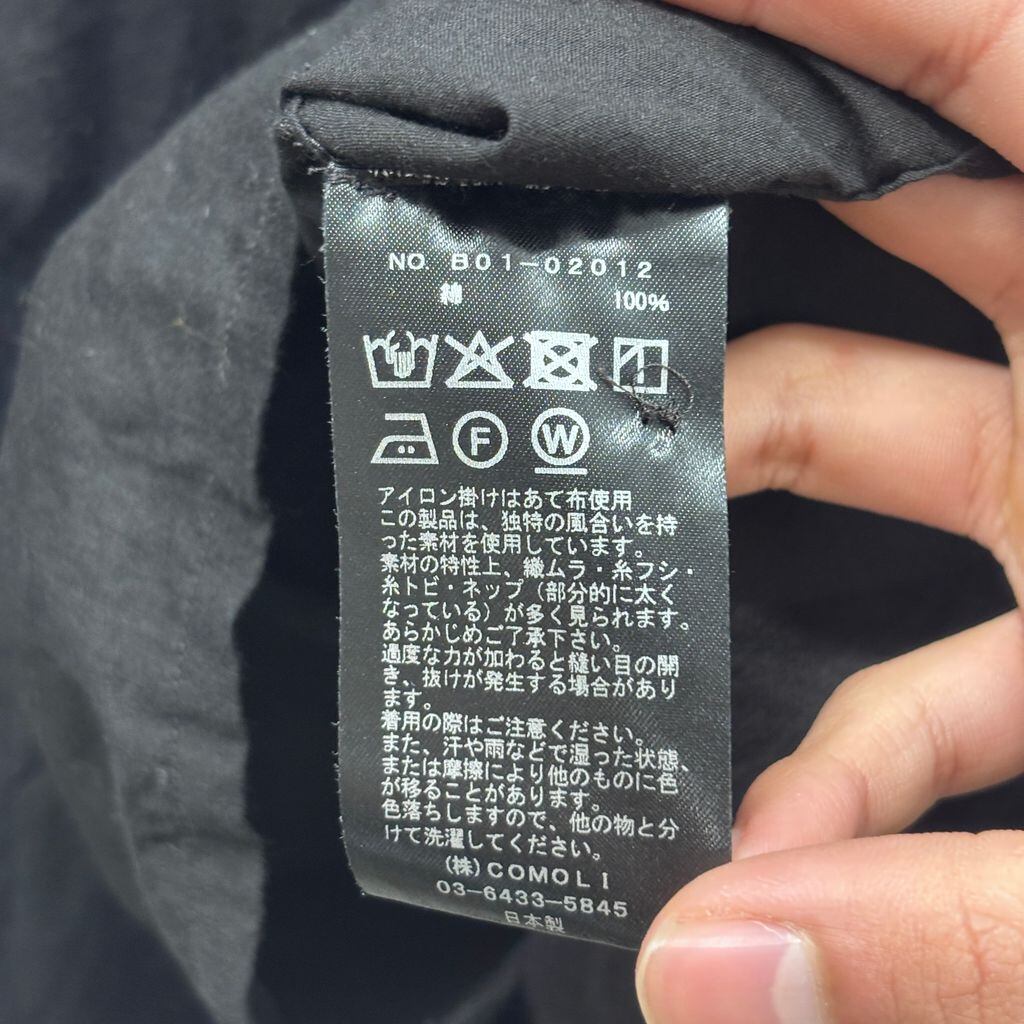 NO B01-02012
綿 100%
F W
アイロン掛けはあて布使用
この製品は、独特の風合いを持
った素材を使用しています。
素材の特性上、織ムラ・糸フシ・
糸トビ・ネップ（部分的に太く
なっている）が多く見られます。
あらかじめご了承下さい。
過度な力が加わると縫い目の開
き、抜けが発生する場合があり
ます。
着用の際はご注意ください。
また、汗や雨などで湿った状態、
または摩擦により他のものに色
が移ることがあります。
色落ちしますので、他の物と分
けて洗濯してください。
(株)COMOLI
03-6433-5845
日本製